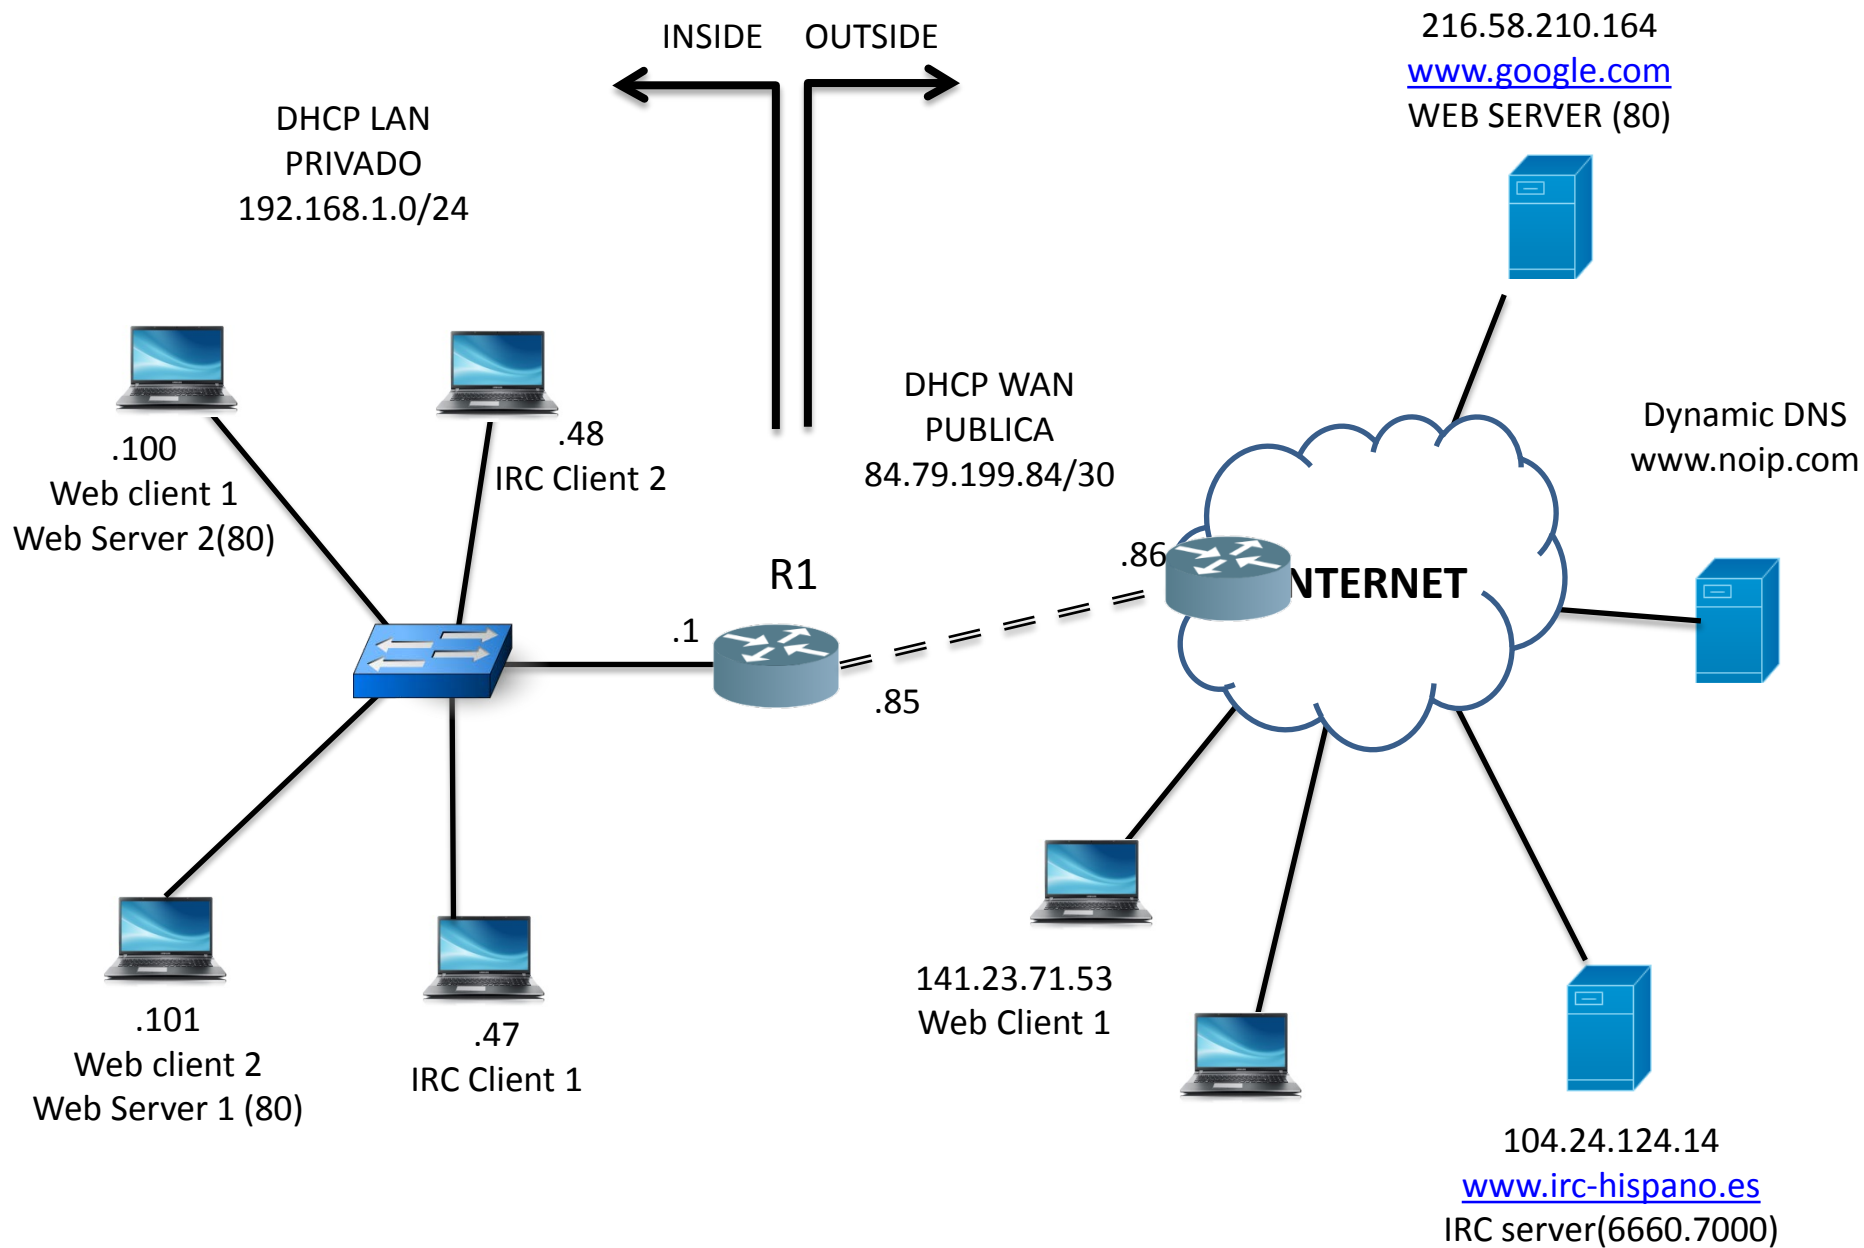 INSIDE OUTSIDE
216.58.210.164
www.google.com
WEB SERVER (80)
DHCP LAN
PRIVADO
192.168.1.0/24
DHCP WAN
PUBLICA
84.79.199.84/30
Dynamic DNS
www.noip.com
.100
Web client 1
Web Server 2(80)
.48
IRC Client 2
R1
.1
.85
.86
NTERNET
.101
Web client 2
Web Server 1 (80)
.47
IRC Client 1
141.23.71.53
Web Client 1
104.24.124.14
www.irc-hispano.es
IRC server(6660.7000)